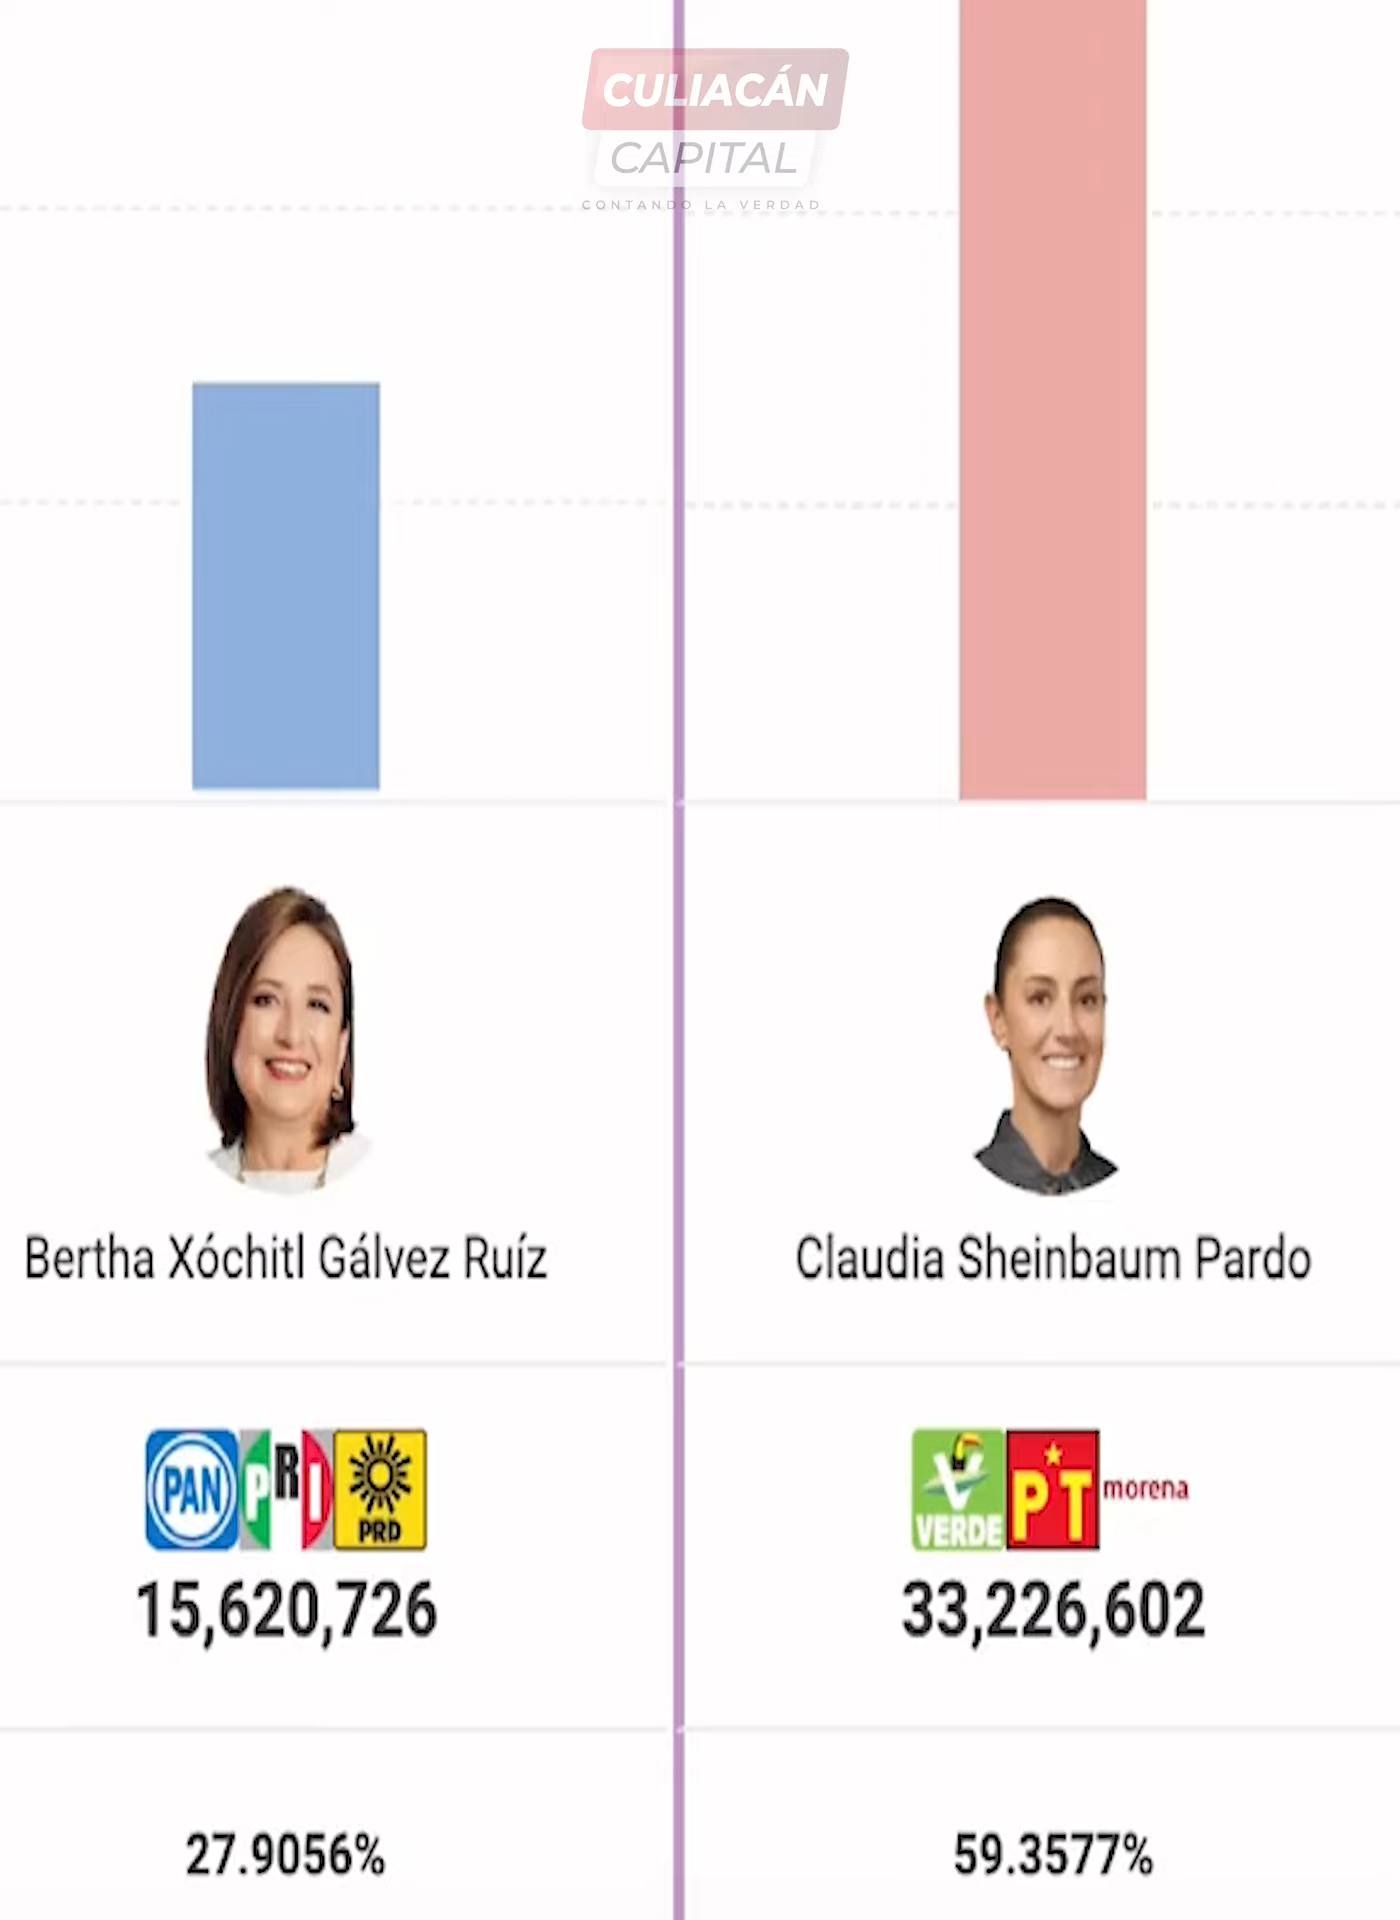 CULIACÁN
CAPITAL
CONTANDO LA VERDAD
Bertha Xóchitl Gálvez Ruíz
Claudia Sheinbaum Pardo
PAN PRI PRD
VERDE PT morena
15,620,726
33,226,602
27.9056%
59.3577%